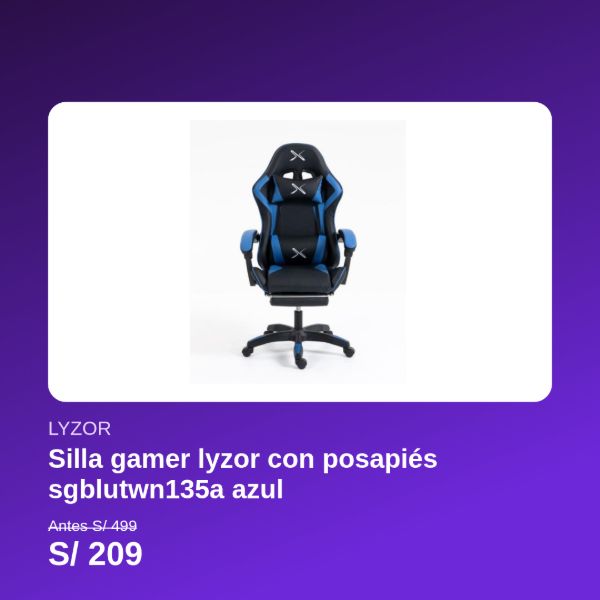 LYZOR
Silla gamer lyzor con posapiés
sgblutwn135a azul
Antes S/ 499
S/ 209